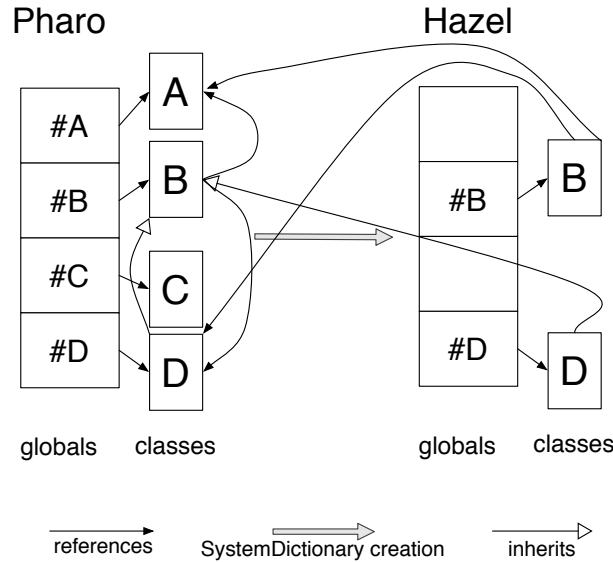 Pharo Hazel
A
#A
B
B
#B
#B
C
#C
#D
D
#D
D
globals classes globals classes
references SystemDictionary creation inherits